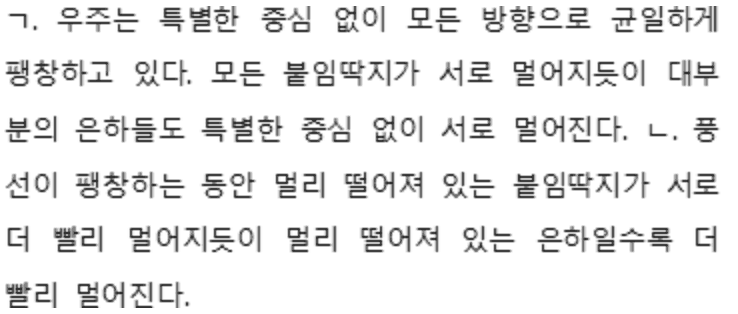 ㄱ. 우주는 특별한 중심 없이 모든 방향으로 균일하게
팽창하고 있다. 모든 붙임딱지가 서로 멀어지듯이 대부
분의 은하들도 특별한 중심 없이 서로 멀어진다. ㄴ. 풍
선이 팽창하는 동안 멀리 떨어져 있는 붙임딱지가 서로
더 빨리 멀어지듯이 멀리 떨어져 있는 은하일수록 더
빨리 멀어진다.